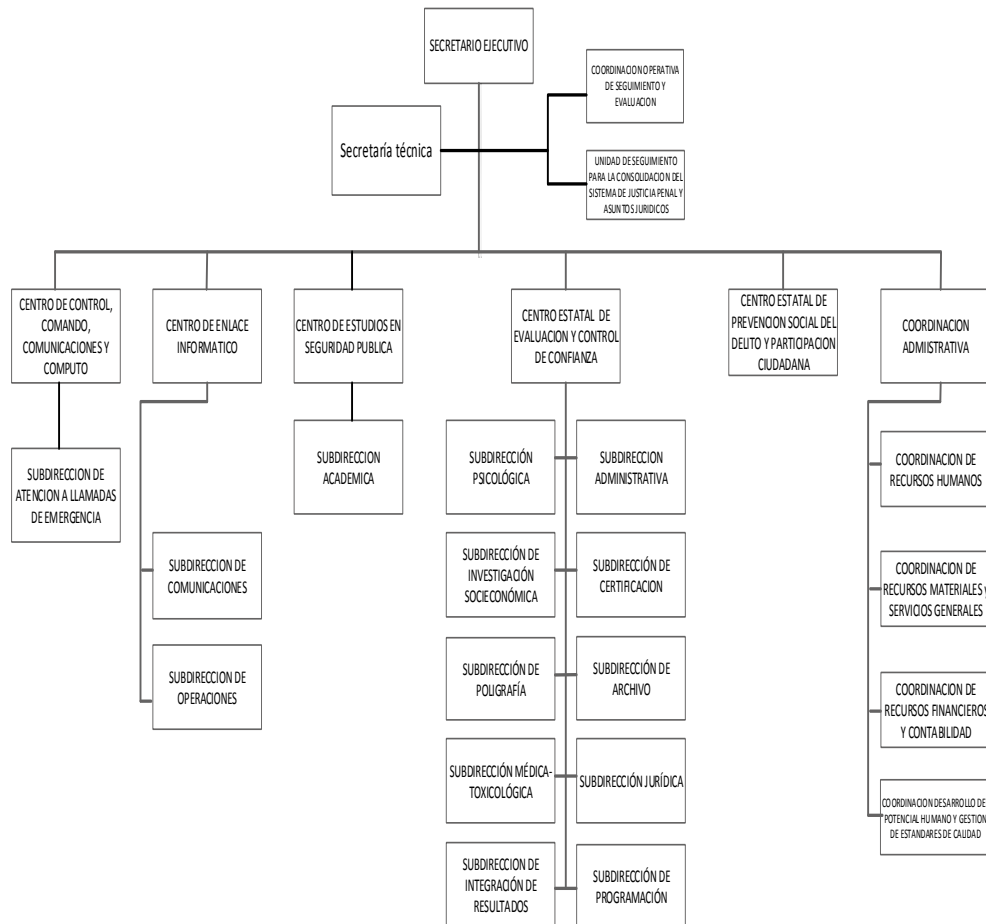 SECRETARIO EJECUTIVO
COORDINACION OPERATIVA
DE SEGUIMIENTO Y
EVALUACION
Secretaría técnica
UNIDAD DE SEGUIMIENTO
PARA LA CONSOLIDACION DEL
SISTEMA DE JUSTICIA PENAL Y
ASUNTOS JURIDICOS
CENTRO DE CONTROL,
COMANDO,
COMUNICACIONES Y
COMPUTO
CENTRO DE ENLACE
INFORMATICO
CENTRO DE ESTUDIOS EN
SEGURIDAD PUBLICA
CENTRO ESTATAL DE
EVALUACION Y CONTROL
DE CONFIANZA
CENTRO ESTATAL DE
PREVENCION SOCIAL DEL
DELITO Y PARTICIPACION
CIUDADANA
COORDINACION
ADMISTRATIVA
SUBDIRECCION DE
ATENCION A LLAMADAS
DE EMERGENCIA
SUBDIRECCION DE
COMUNICACIONES
SUBDIRECCION DE
OPERACIONES
SUBDIRECCION
ACADEMICA
SUBDIRECCIÓN
PSICOLÓGICA
SUBDIRECCION
ADMINISTRATIVA
SUBDIRECCIÓN DE
INVESTIGACIÓN
SOCIECONÓMICA
SUBDIRECCIÓN DE
CERTIFICACION
SUBDIRECCIÓN DE
POLIGRAFÍA
SUBDIRECCIÓN DE
ARCHIVO
SUBDIRECCIÓN MÉDICA-
TOXICOLÓGICA
SUBDIRECCIÓN JURÍDICA
SUBDIRECCION DE
INTEGRACIÓN DE
RESULTADOS
SUBDIRECCIÓN DE
PROGRAMACIÓN
COORDINACION DE
RECURSOS HUMANOS
COORDINACION DE
RECURSOS MATERIALES y
SERVICIOS GENERALES
COORDINACION DE
RECURSOS FINANCIEROS
Y CONTABILIDAD
COORDINACION DESARROLLO DE
POTENCIAL HUMANO Y GESTION
DE ESTANDARES DE CALIDAD